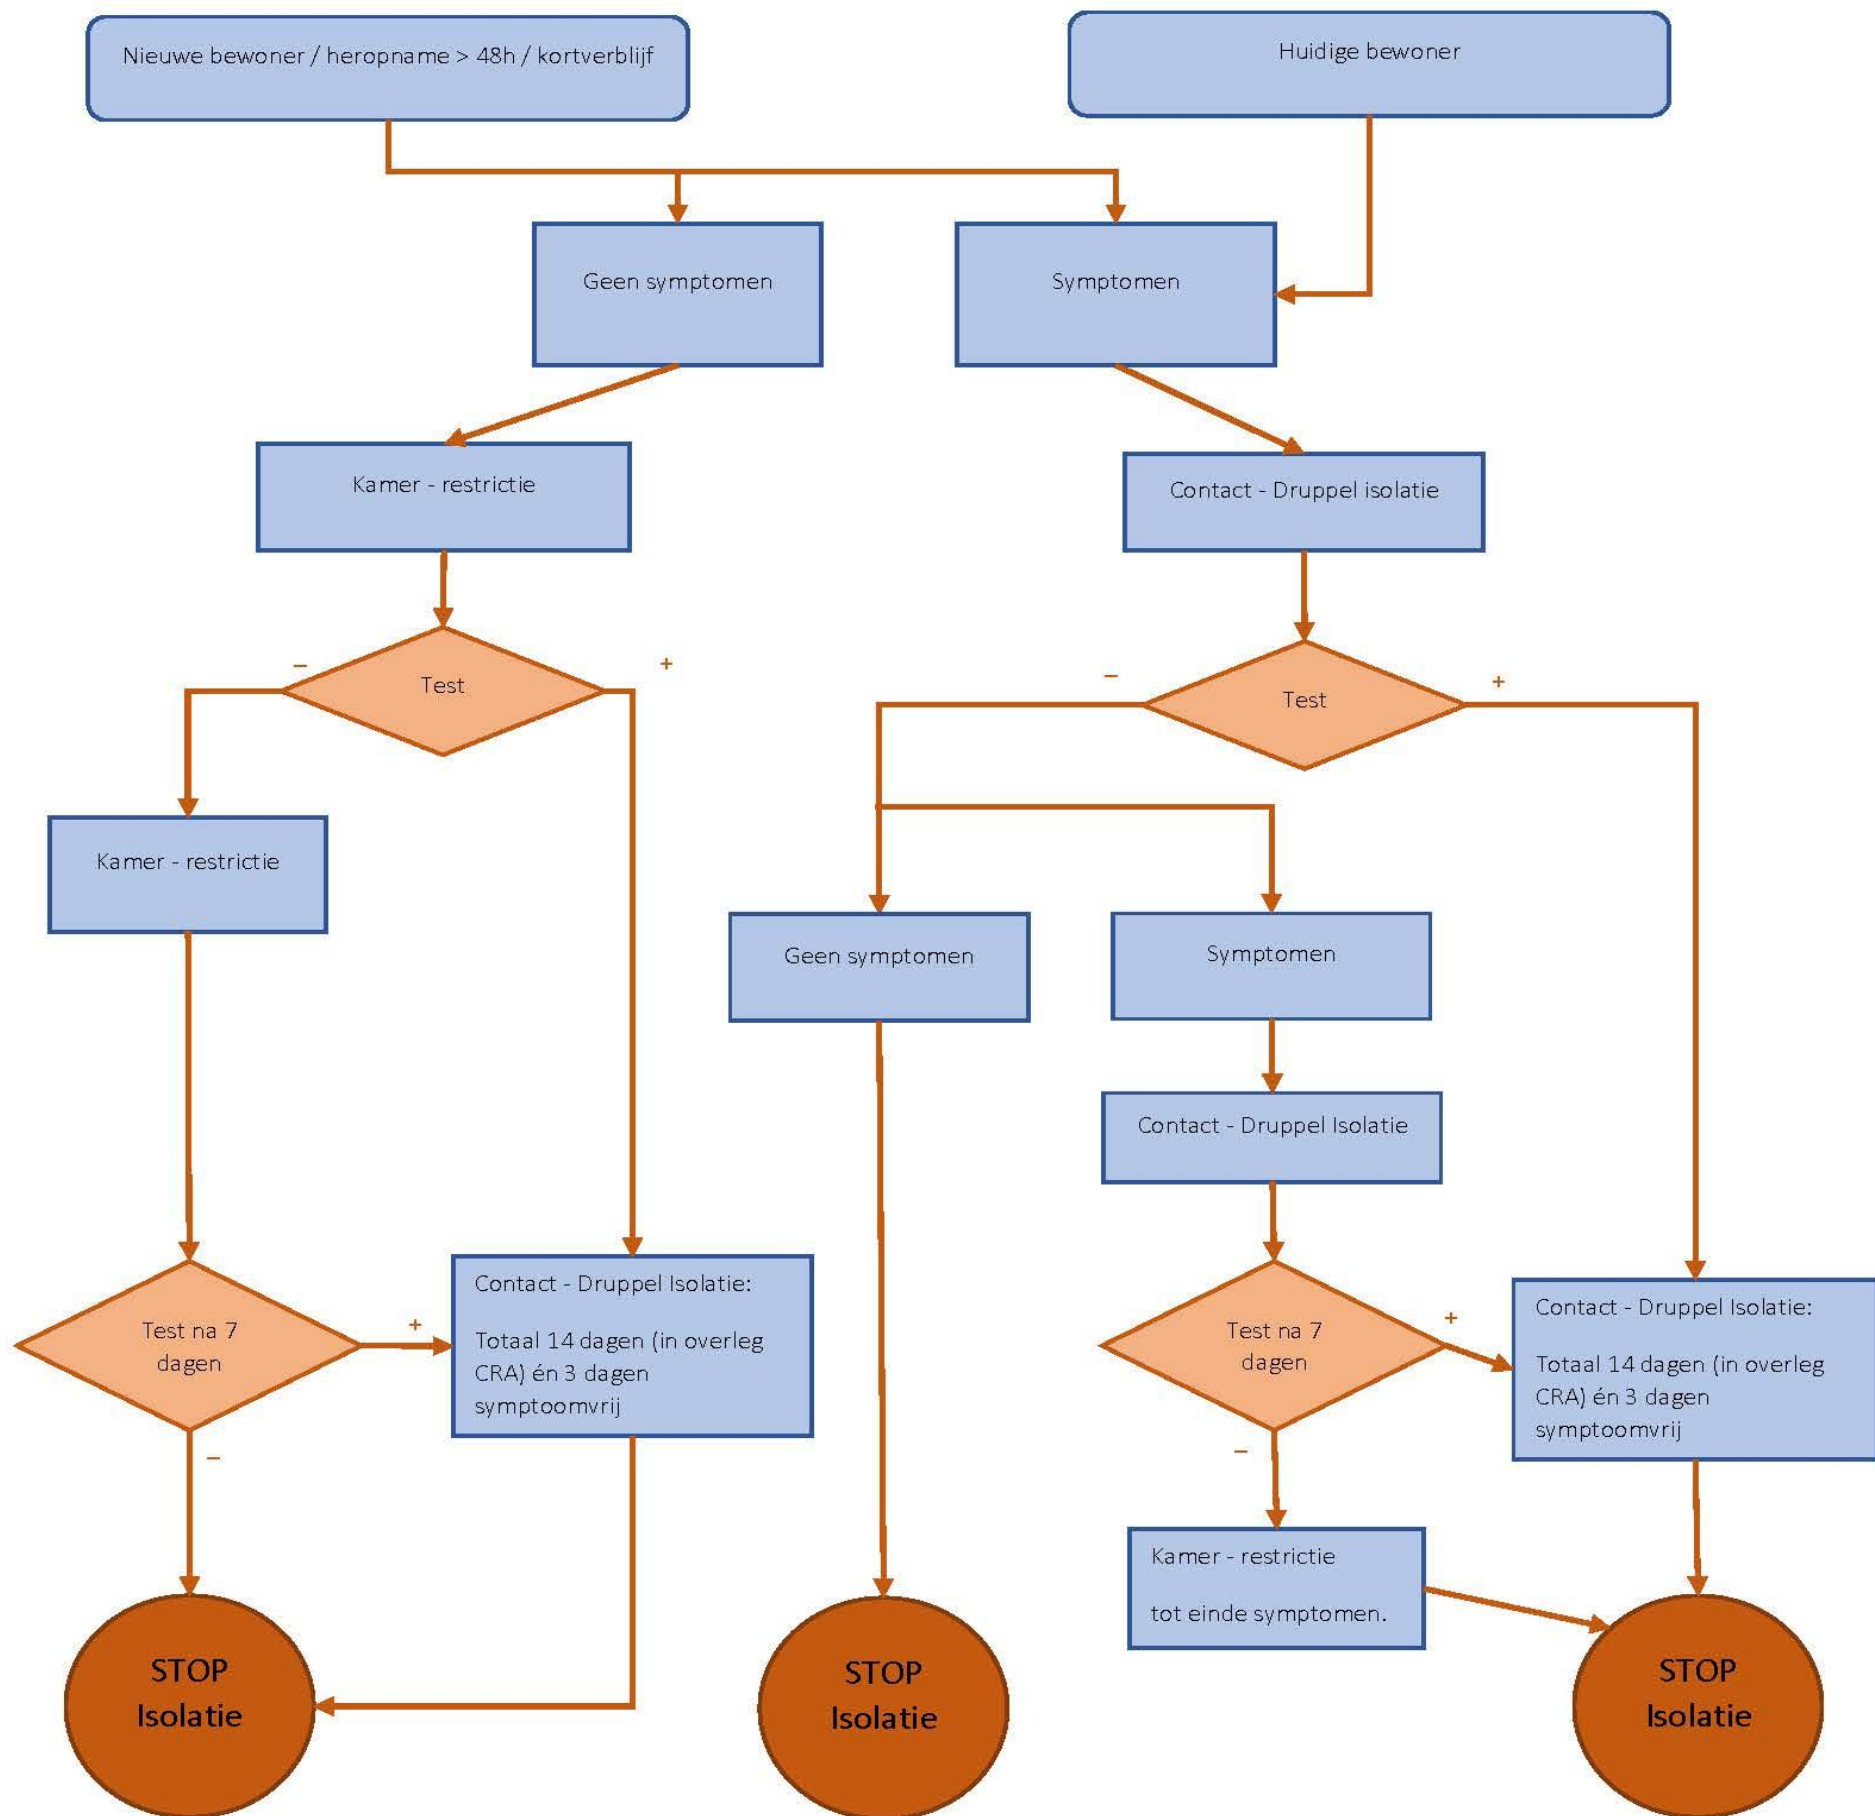 Nieuwe bewoner / heropname > 48h / kortverblijf
Huidige bewoner
Geen symptomen
Symptomen
Kamer - restrictie
Contact - Druppel isolatie
–
+
Test
–
+
Test
Kamer - restrictie
Geen symptomen
Symptomen
Contact - Druppel Isolatie
Test na 7
dagen
+
–
Contact - Druppel Isolatie:
Totaal 14 dagen (in overleg
CRA) én 3 dagen
symptoomvrij
Test na 7
dagen
+
–
Contact - Druppel Isolatie:
Totaal 14 dagen (in overleg
CRA) én 3 dagen
symptoomvrij
Kamer - restrictie
tot einde symptomen.
STOP
Isolatie
STOP
Isolatie
STOP
Isolatie